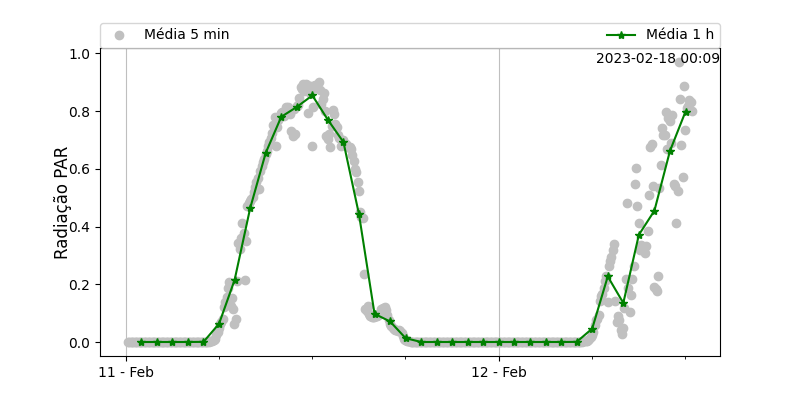 Média 5 min
Média 1 h
2023-02-18 00:09
Radiação PAR
1.0
0.8
0.6
0.4
0.2
0.0
11 - Feb
12 - Feb